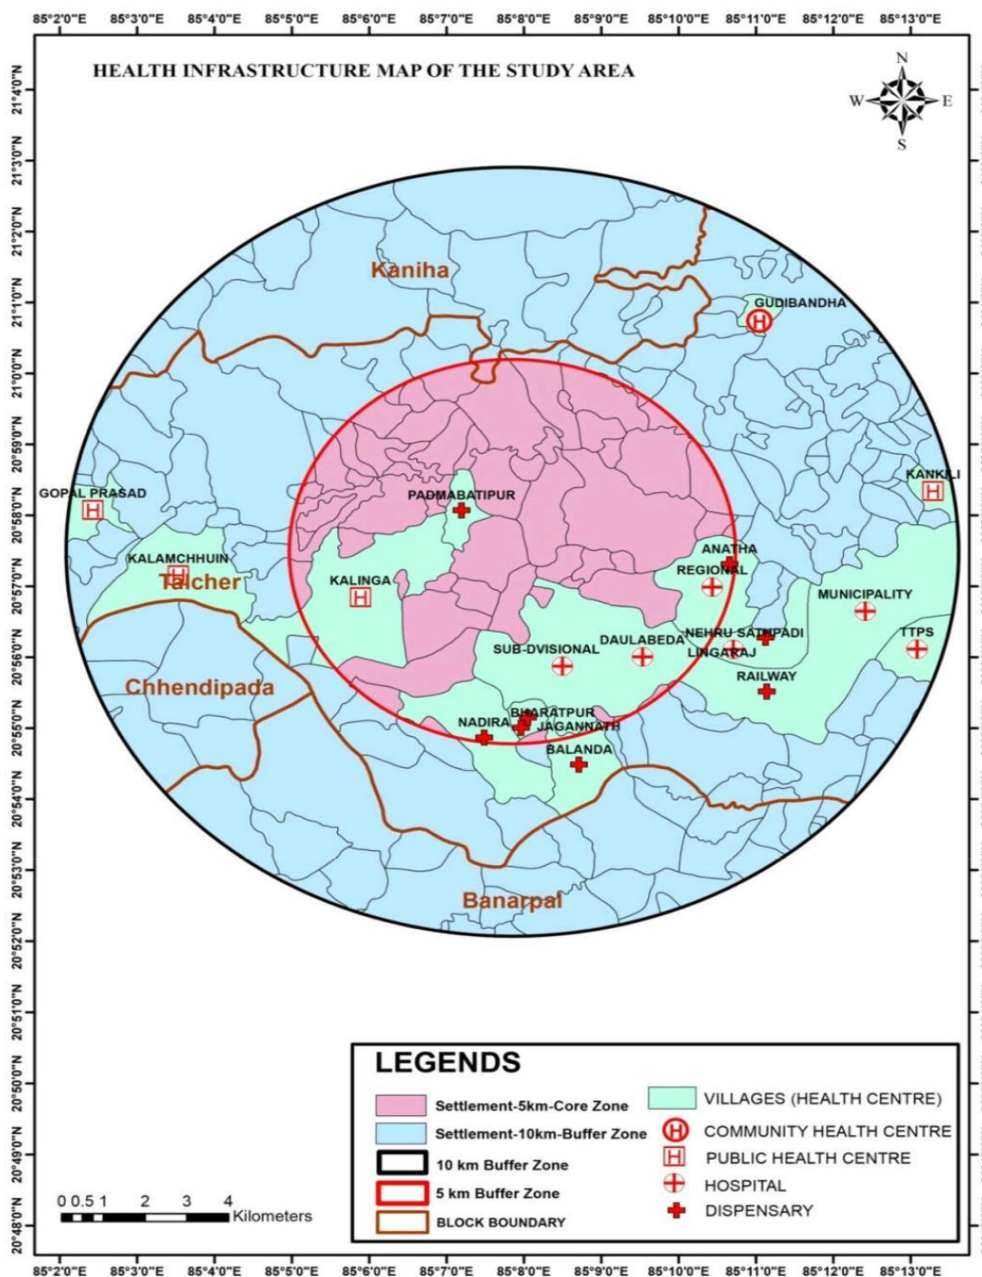 85°2'0"E 85°3'0"E 85°4'0"E 85°5'0"E 85°6'0"E 85°7'0"E 85°8'0"E 85°9'0"E 85°10'0"E 85°11'0"E 85°12'0"E 85°13'0"E
HEALTH INFRASTRUCTURE MAP OF THE STUDY AREA
N
W E
S
21°4'0"N
21°3'0"N
21°2'0"N
21°1'0"N
21°0'0"N
20°59'0"N
20°58'0"N
20°57'0"N
20°56'0"N
20°55'0"N
20°54'0"N
20°53'0"N
20°52'0"N
20°51'0"N
20°50'0"N
20°49'0"N
20°48'0"N
Kaniha
GUDIBANDHA
H
KANKILI
H
GOPAL PRASAD
H
PADMABATIPUR
ANATHA
KALAMCHHUIN
H
Talcher
REGIONAL
KALINGA
H
MUNICIPALITY
NEHRU SATHPADI
TTPS
DAULABEDA
SUB-DVISIONAL
LINGARAJ
RAILWAY
Chhendipada
BHARATPUR
NADIRA
JAGANNATH
BALANDA
Banarpal
LEGENDS
Settlement-5km-Core Zone
Settlement-10km-Buffer Zone
10 km Buffer Zone
5 km Buffer Zone
BLOCK BOUNDARY
VILLAGES (HEALTH CENTRE)
H COMMUNITY HEALTH CENTRE
H PUBLIC HEALTH CENTRE
HOSPITAL
DISPENSARY
0 0.5 1 2 3 4
Kilometers
85°2'0"E 85°3'0"E 85°4'0"E 85°5'0"E 85°6'0"E 85°7'0"E 85°8'0"E 85°9'0"E 85°10'0"E 85°11'0"E 85°12'0"E 85°13'0"E